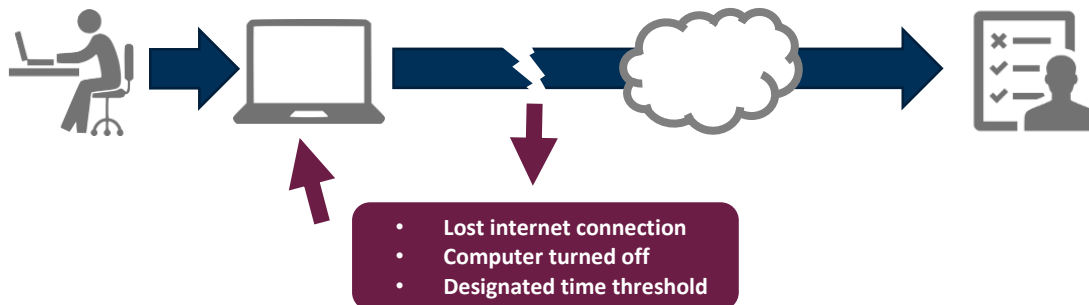 • Lost internet connection
• Computer turned off
• Designated time threshold